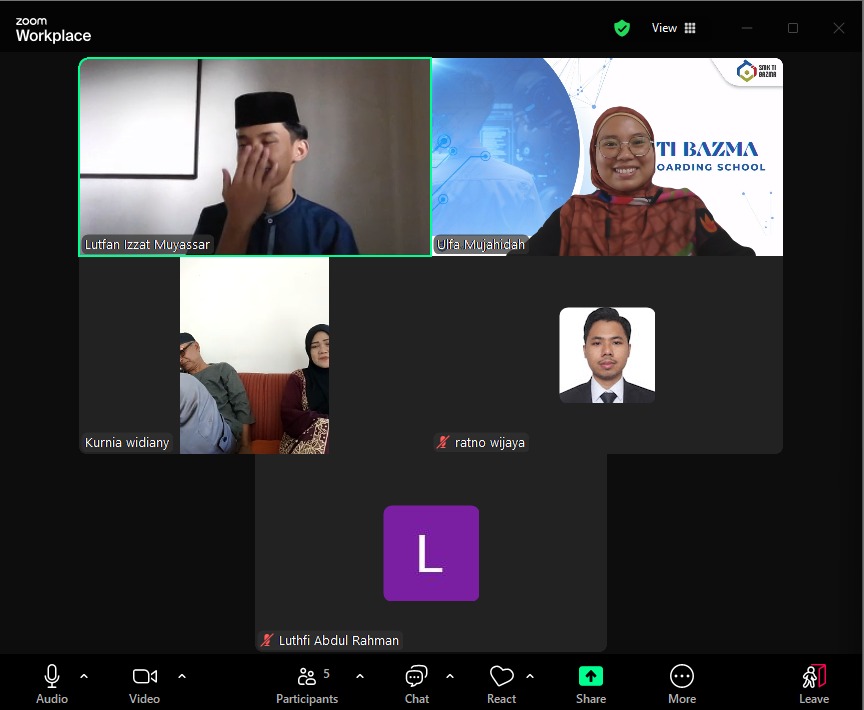 zoom
Workplace
View
SMK TI
BAZMA
TI BAZMA
OARDING SCHOOL
Lutfan Izzat Muyassar
Ulfa Mujahidah
Kurnia widiany
ratno wijaya
L
Luthfi Abdul Rahman
5
Audio
Video
Participants
Chat
React
Share
More
Leave